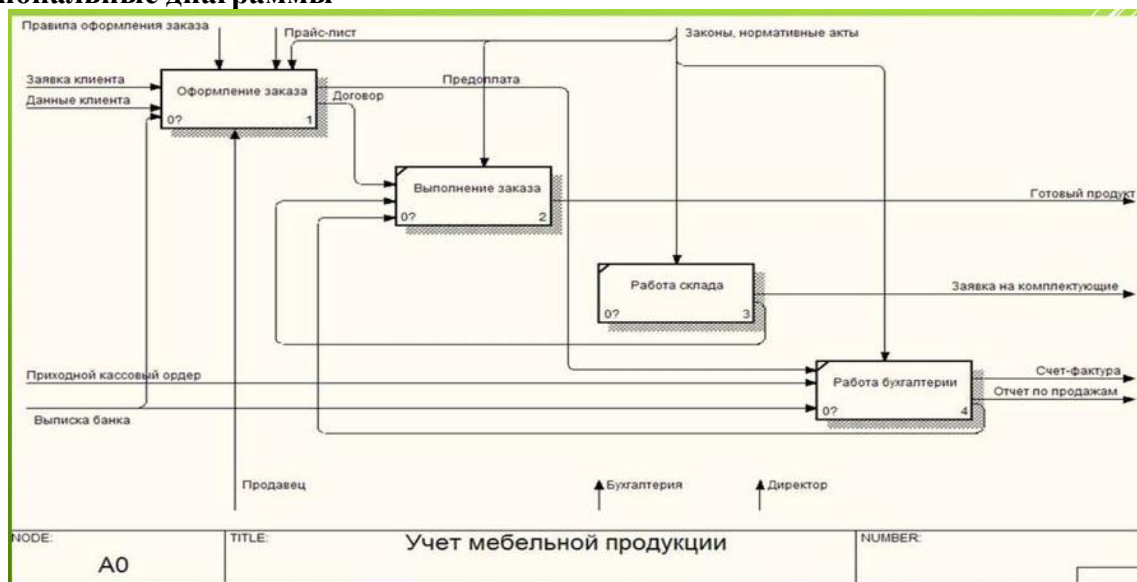 иональные диаграммы
Правила оформления заказа
Прайс-лист
Законы, нормативные акты
Заявка клиента
Данные клиента
Оформление заказа
0? 1
Предоплата
Договор
Выполнение заказа
0? 2
Готовый продукт
Работа склада
0? 3
Заявка на комплектующие
Приходной кассовый ордер
Выписка банка
Работа бухгалтерии
0? 4
Счет-фактура
Отчет по продажам
Продавец
Бухгалтерия
Директор
NODE:
A0
TITLE:
Учет мебельной продукции
NUMBER: